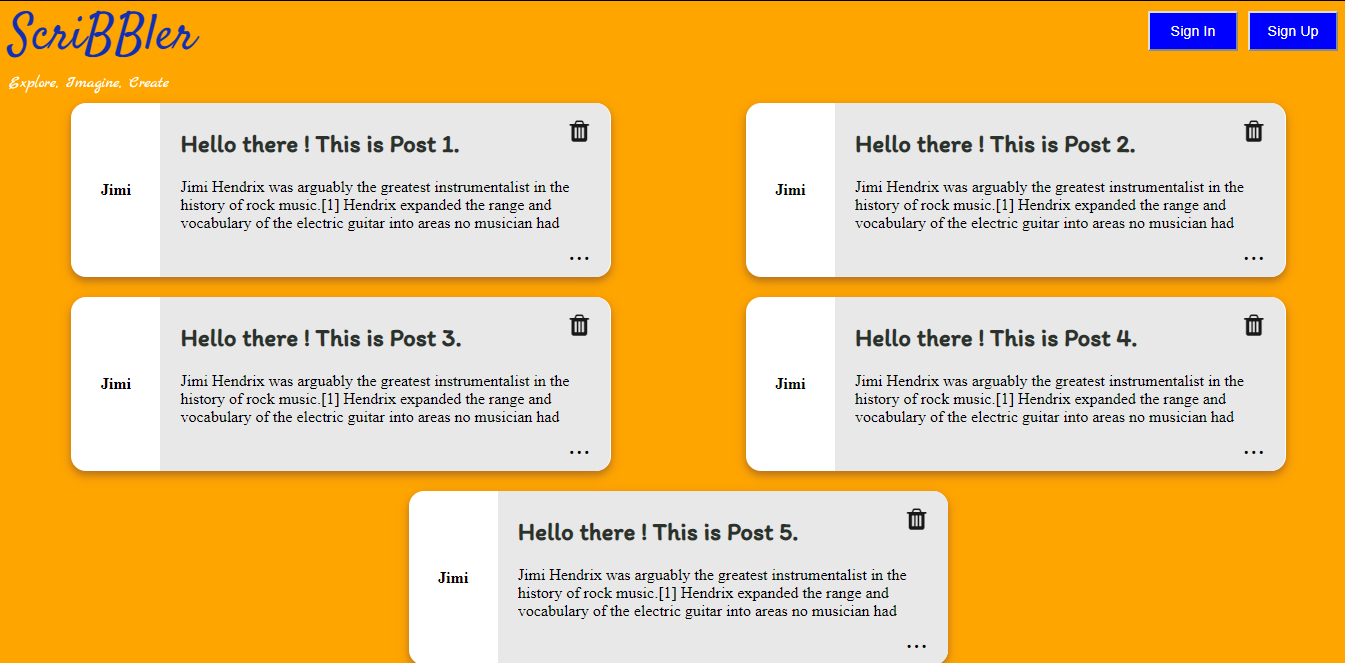 ScriBBler
Sign In
Sign Up
Explore, Imagine, Create
Hello there ! This is Post 1.
Jimi
Jimi Hendrix was arguably the greatest instrumentalist in the
history of rock music.[1] Hendrix expanded the range and
vocabulary of the electric guitar into areas no musician had
...
Hello there ! This is Post 2.
Jimi
Jimi Hendrix was arguably the greatest instrumentalist in the
history of rock music.[1] Hendrix expanded the range and
vocabulary of the electric guitar into areas no musician had
...
Hello there ! This is Post 3.
Jimi
Jimi Hendrix was arguably the greatest instrumentalist in the
history of rock music.[1] Hendrix expanded the range and
vocabulary of the electric guitar into areas no musician had
...
Hello there ! This is Post 4.
Jimi
Jimi Hendrix was arguably the greatest instrumentalist in the
history of rock music.[1] Hendrix expanded the range and
vocabulary of the electric guitar into areas no musician had
...
Hello there ! This is Post 5.
Jimi
Jimi Hendrix was arguably the greatest instrumentalist in the
history of rock music.[1] Hendrix expanded the range and
vocabulary of the electric guitar into areas no musician had
...